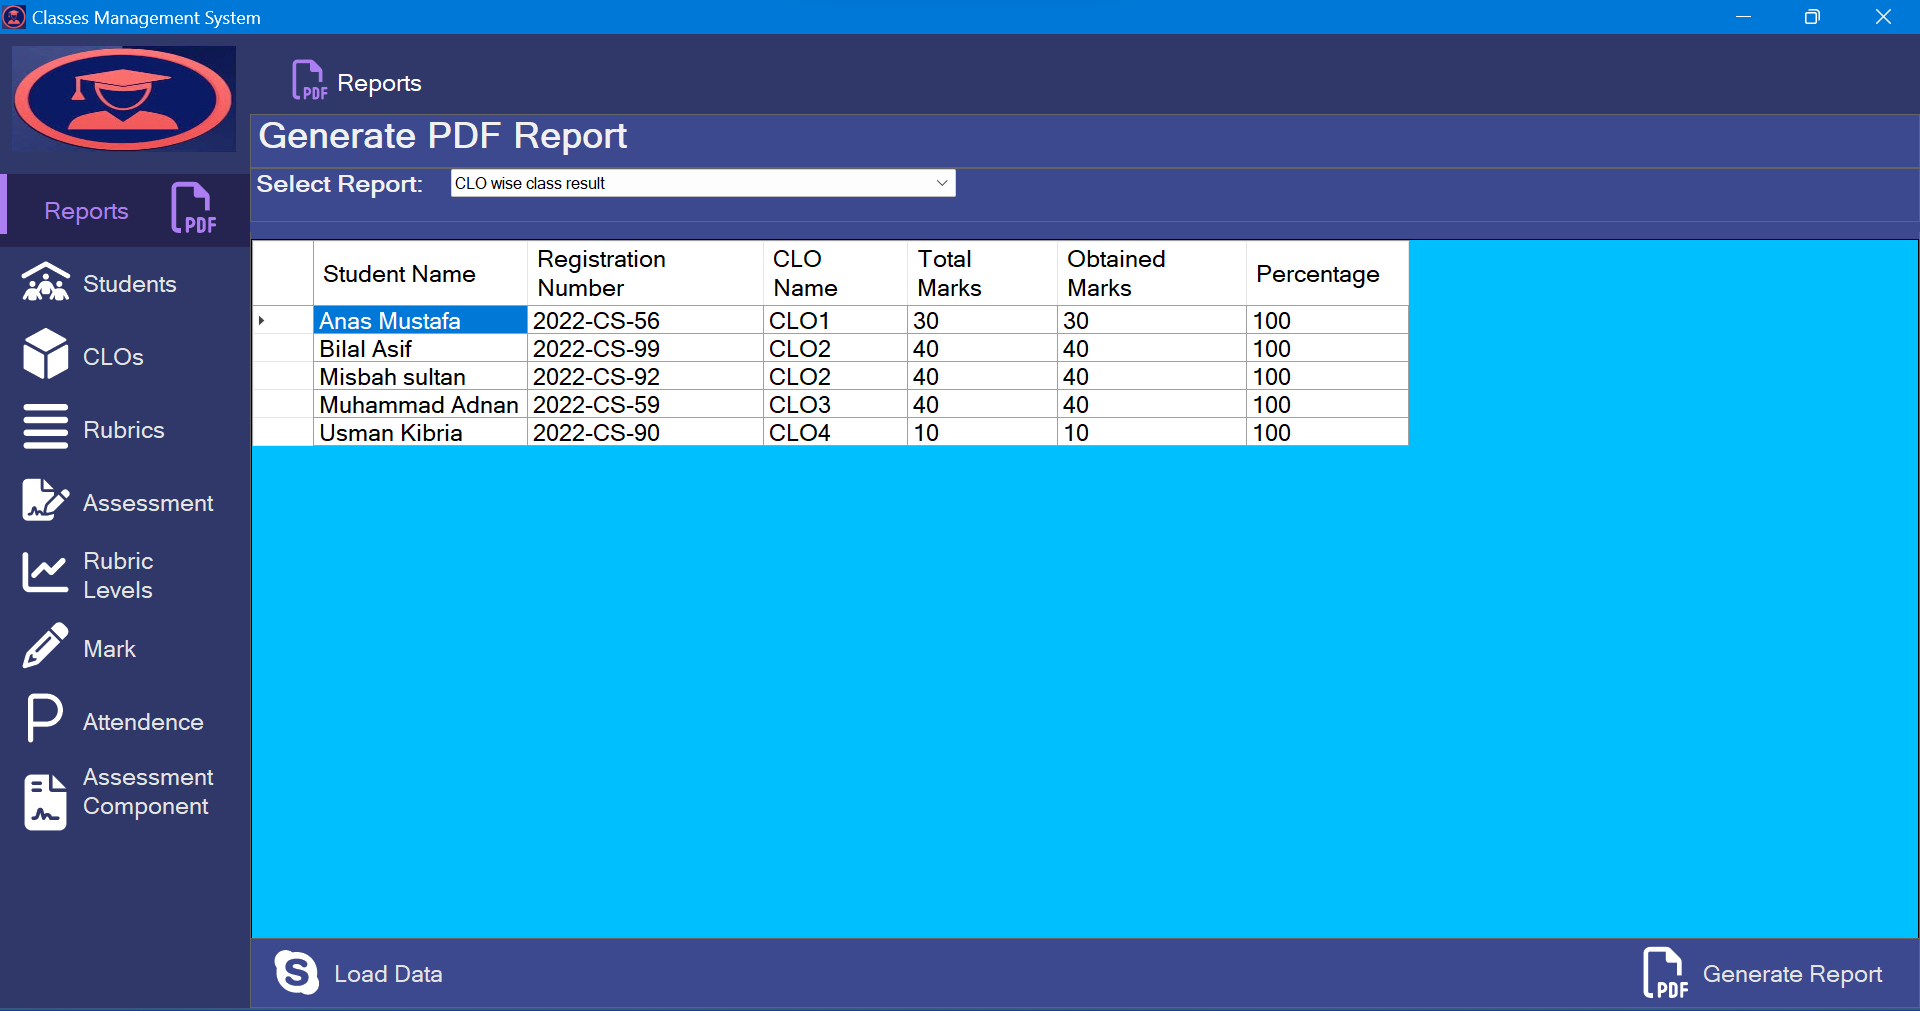 Classes Management System
PDF Reports
Generate PDF Report
Select Report: CLO wise class result
Reports PDF
Students
CLOs
Rubrics
Assessment
Rubric
Levels
Mark
P Attendence
Assessment
Component
Student Name Registration Number CLO Name Total Marks Obtained Marks Percentage
Anas Mustafa 2022-CS-56 CLO1 30 30 100
Bilal Asif 2022-CS-99 CLO2 40 40 100
Misbah sultan 2022-CS-92 CLO2 40 40 100
Muhammad Adnan 2022-CS-59 CLO3 40 40 100
Usman Kibria 2022-CS-90 CLO4 10 10 100
S Load Data
PDF Generate Report